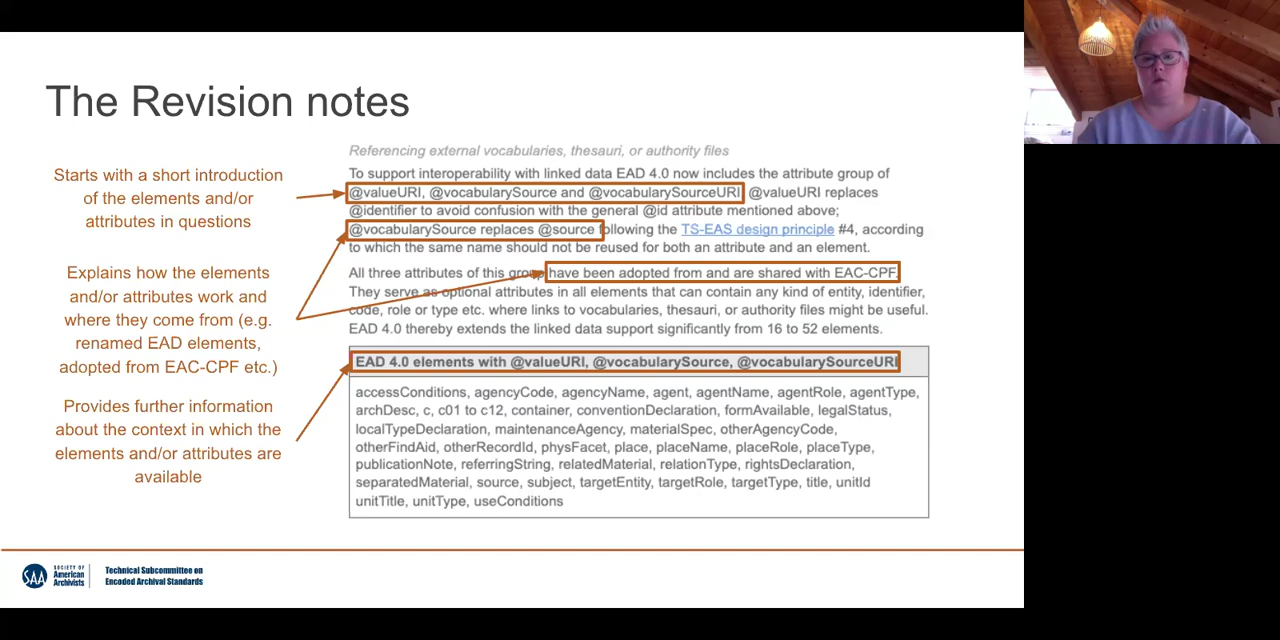 The Revision notes
Starts with a short introduction
of the elements and/or
attributes in questions
Explains how the elements
and/or attributes work and
where they come from (e.g.
renamed EAD elements,
adopted from EAC-CPF etc.)
Provides further information
about the context in which the
elements and/or attributes are
available
Referencing external vocabularies, thesauri, or authority files
To support interoperability with linked data EAD 4.0 now includes the attribute group of
@valueURI, @vocabularySource and @vocabularySourceURI. @valueURI replaces
@identifier to avoid confusion with the general @id attribute mentioned above;
@vocabularySource replaces @source following the TS-EAS design principle #4, according
to which the same name should not be reused for both an attribute and an element.
All three attributes of this group have been adopted from and are shared with EAC-CPF.
They serve as optional attributes in all elements that can contain any kind of entity, identifier,
code, role or type etc. where links to vocabularies, thesauri, or authority files might be useful.
EAD 4.0 thereby extends the linked data support significantly from 16 to 52 elements.
EAD 4.0 elements with @valueURI, @vocabularySource, @vocabularySourceURI
accessConditions, agencyCode, agencyName, agent, agentName, agentRole, agentType,
archDesc, c, c01 to c12, container, conventionDeclaration, formAvailable, legalStatus,
localTypeDeclaration, maintenanceAgency, materialSpec, otherAgencyCode,
otherFindAid, otherRecordId, physFacet, place, placeName, placeRole, placeType,
publicationNote, referringString, relatedMaterial, relationType, rightsDeclaration,
separatedMaterial, source, subject, targetEntity, targetRole, targetType, title, unitId
unitTitle, unitType, useConditions
SAA
SOCIETY OF
American
Archivists
Technical Subcommittee on
Encoded Archival Standards